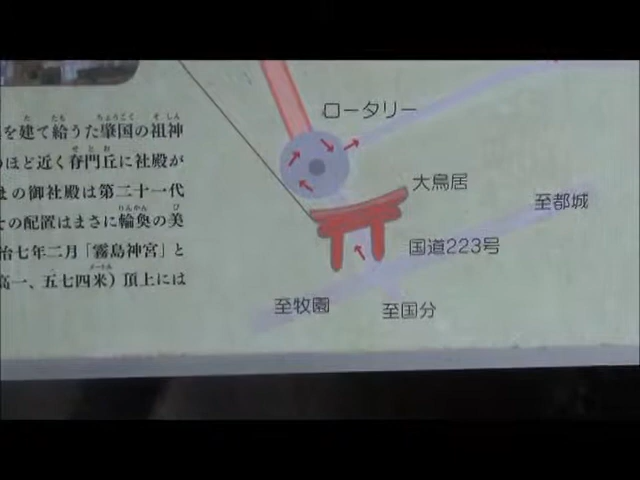 を建て給うた肇国の祖神
のほど近く脊門丘に社殿が
まの御社殿は第二十一代
その配置はまさに輪奐の美
治七年二月「霧島神宮」と
高一、五七四米）頂上には
ロータリー
大鳥居
至都城
国道223号
至牧園
至国分